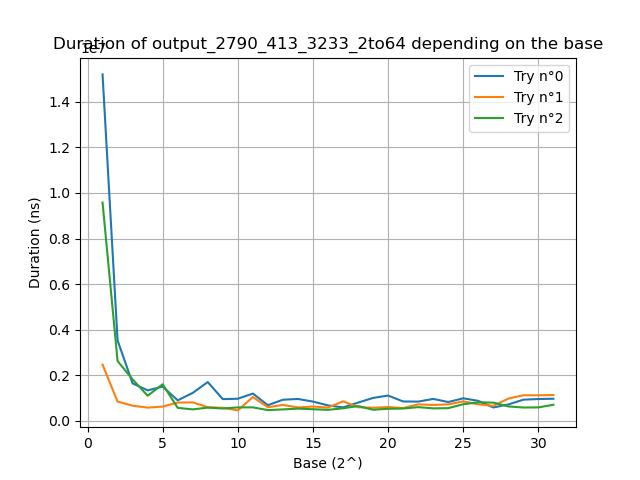 Duration of output_2790_413_3233_2to64 depending on the base
1e7
Try n°0
Try n°1
Try n°2
1.4
1.2
1.0
0.8
0.6
0.4
0.2
0.0
Duration (ns)
0 5 10 15 20 25 30
Base (2^)